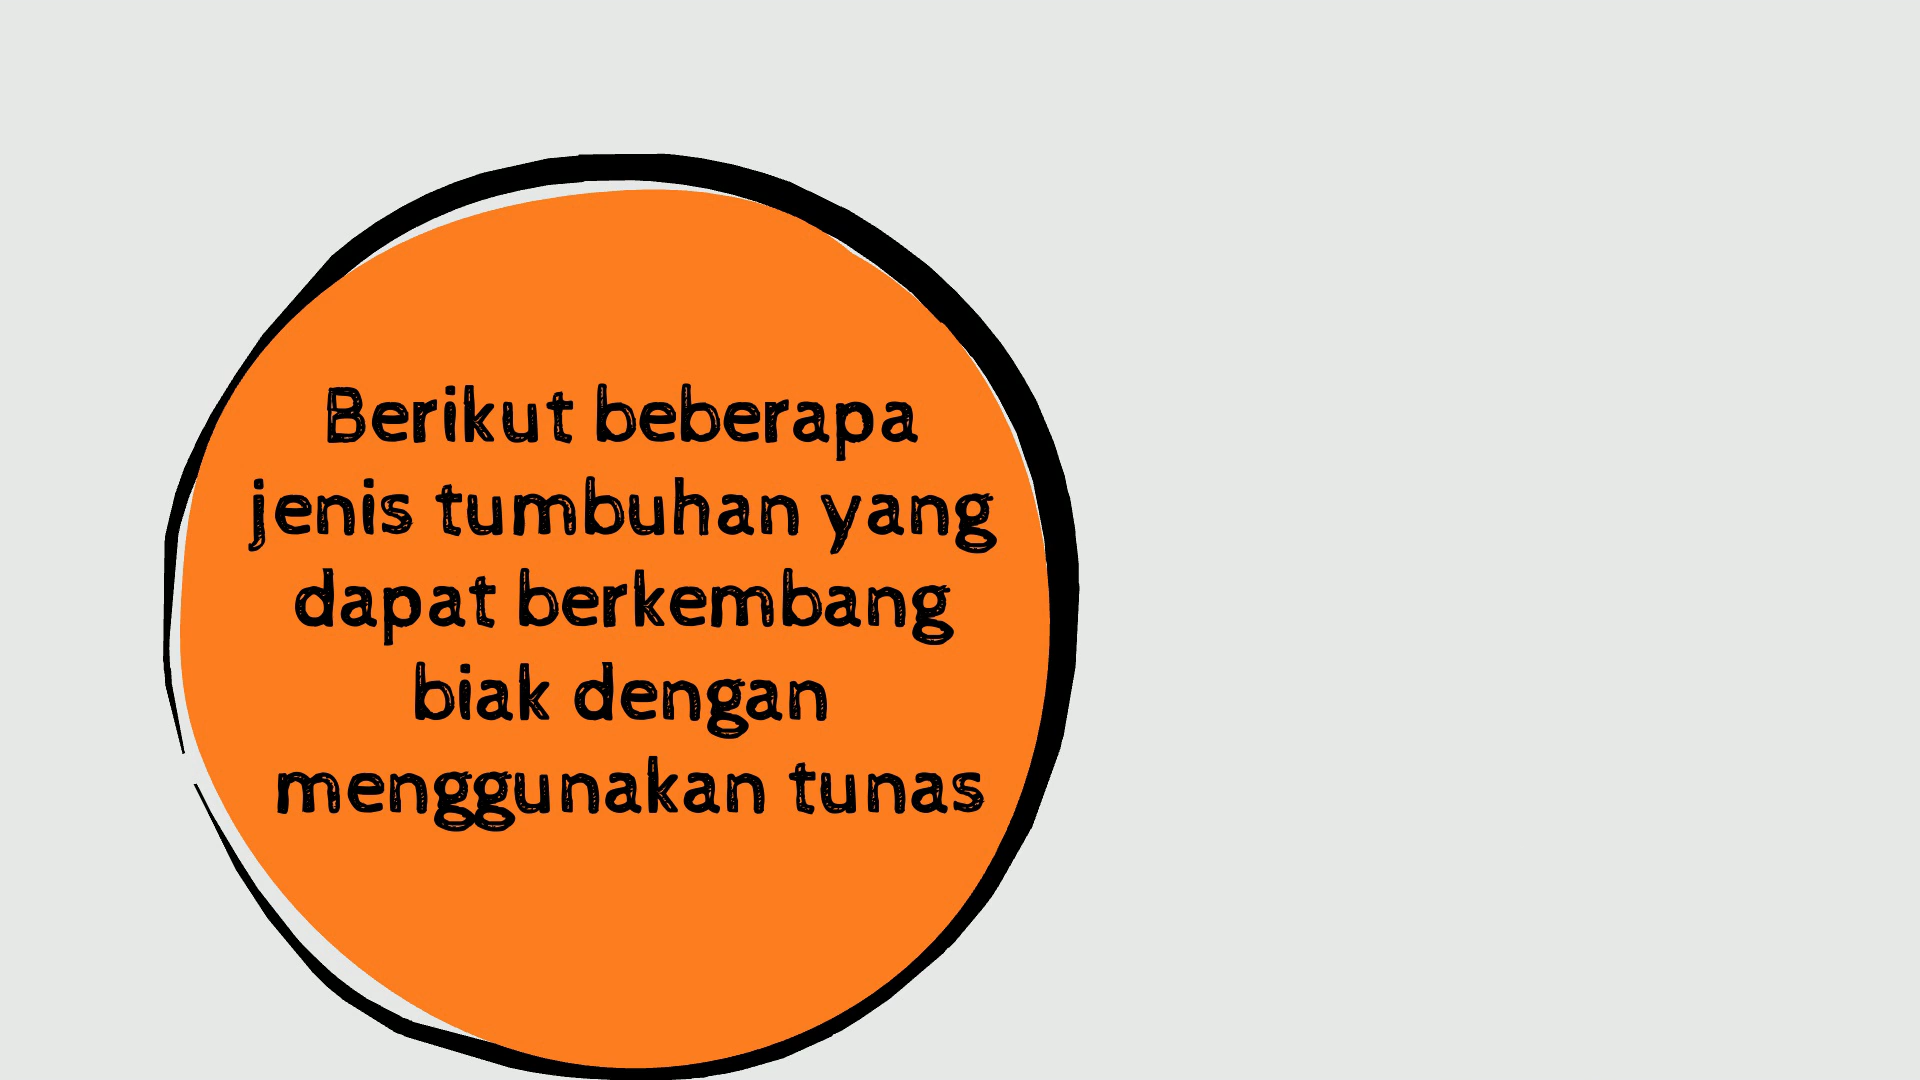 Berikut beberapa
jenis tumbuhan yang
dapat berkembang
biak dengan
menggunakan tunas